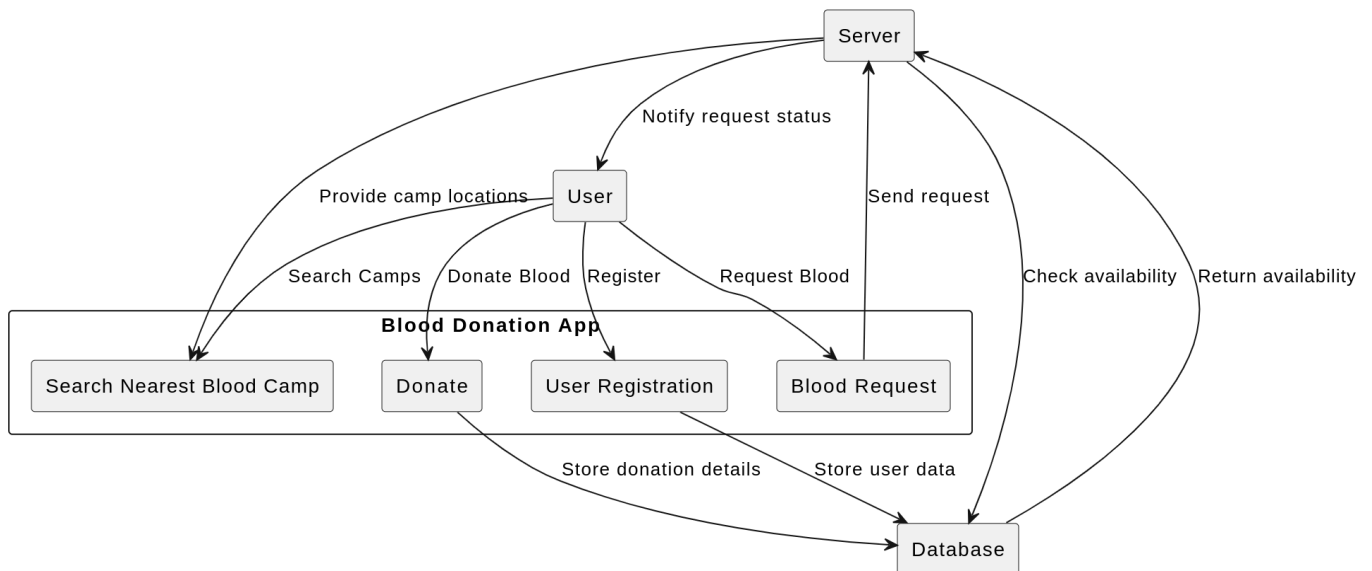 Server
Notify request status
Provide camp locations
User
Send request
Search Camps
Donate Blood
Register
Request Blood
Check availability
Return availability
Blood Donation App
Search Nearest Blood Camp
Donate
User Registration
Blood Request
Store donation details
Store user data
Database